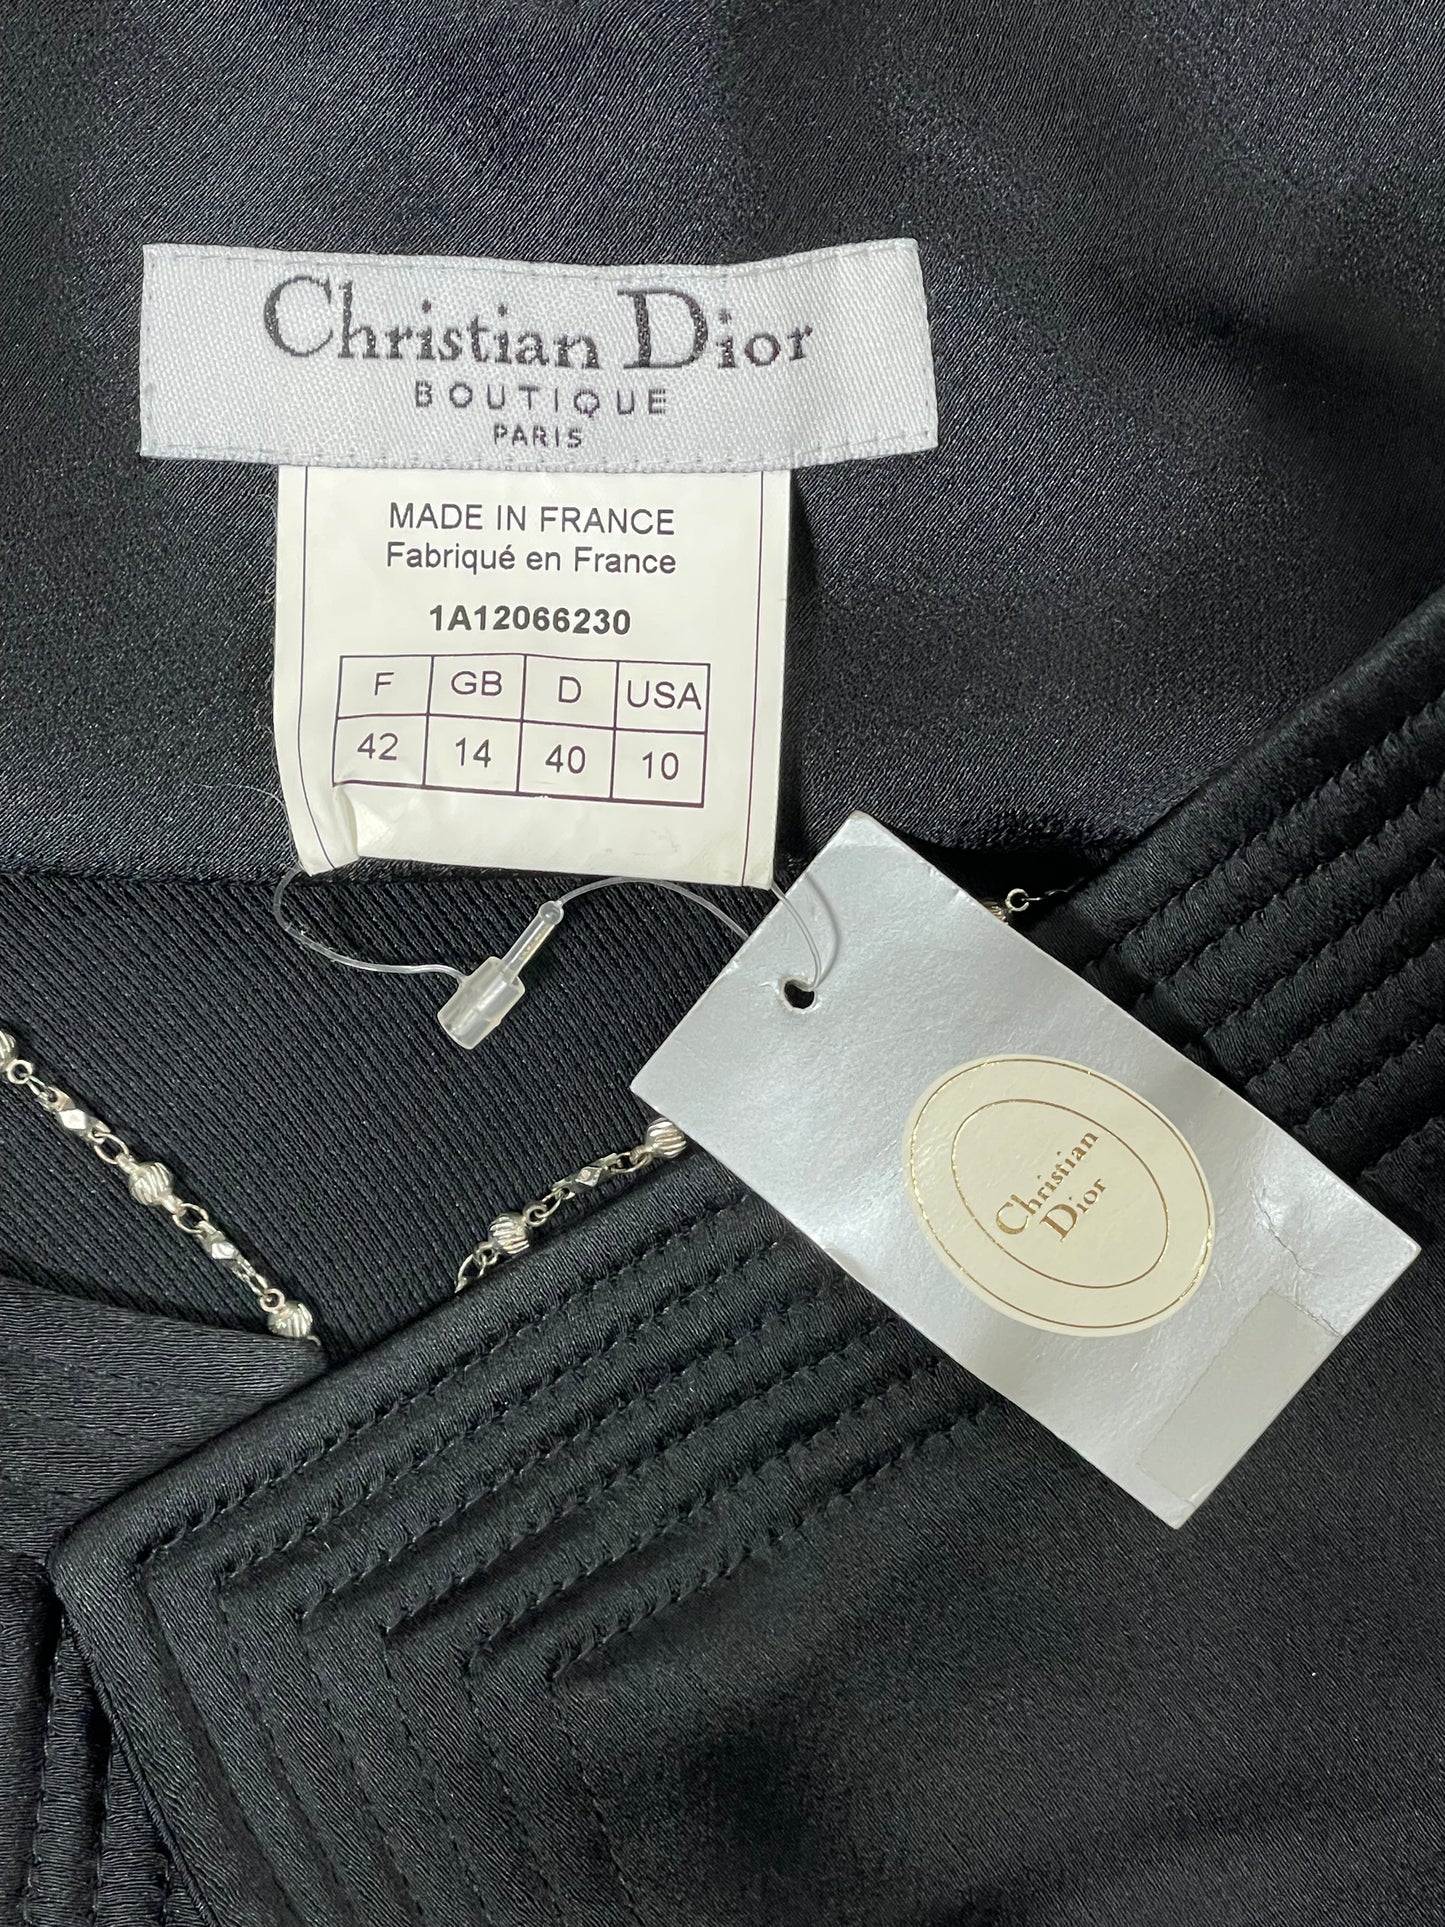 Christian Dior
BOUTIQUE
PARIS
MADE IN FRANCE
Fabriqué en France
1A12066230
F GB D USA
42 14 40 10
Christian
Dior